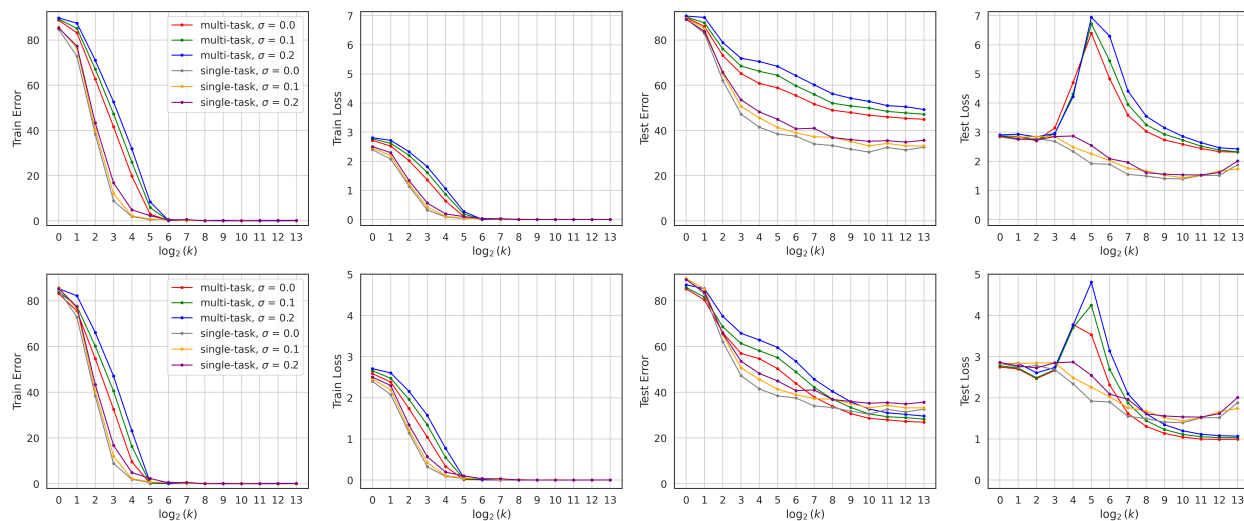 80
60
40
20
0
Train Error
multi-task, σ = 0.0
multi-task, σ = 0.1
multi-task, σ = 0.2
single-task, σ = 0.0
single-task, σ = 0.1
single-task, σ = 0.2
0 1 2 3 4 5 6 7 8 9 10 11 12 13
log₂(k)
7
6
5
4
3
2
1
0
Train Loss
0 1 2 3 4 5 6 7 8 9 10 11 12 13
log₂(k)
80
60
40
20
0
Test Error
0 1 2 3 4 5 6 7 8 9 10 11 12 13
log₂(k)
7
6
5
4
3
2
1
0
Test Loss
0 1 2 3 4 5 6 7 8 9 10 11 12 13
log₂(k)
80
60
40
20
0
Train Error
multi-task, σ = 0.0
multi-task, σ = 0.1
multi-task, σ = 0.2
single-task, σ = 0.0
single-task, σ = 0.1
single-task, σ = 0.2
0 1 2 3 4 5 6 7 8 9 10 11 12 13
log₂(k)
5
4
3
2
1
0
Train Loss
0 1 2 3 4 5 6 7 8 9 10 11 12 13
log₂(k)
80
60
40
20
0
Test Error
0 1 2 3 4 5 6 7 8 9 10 11 12 13
log₂(k)
5
4
3
2
1
0
Test Loss
0 1 2 3 4 5 6 7 8 9 10 11 12 13
log₂(k)